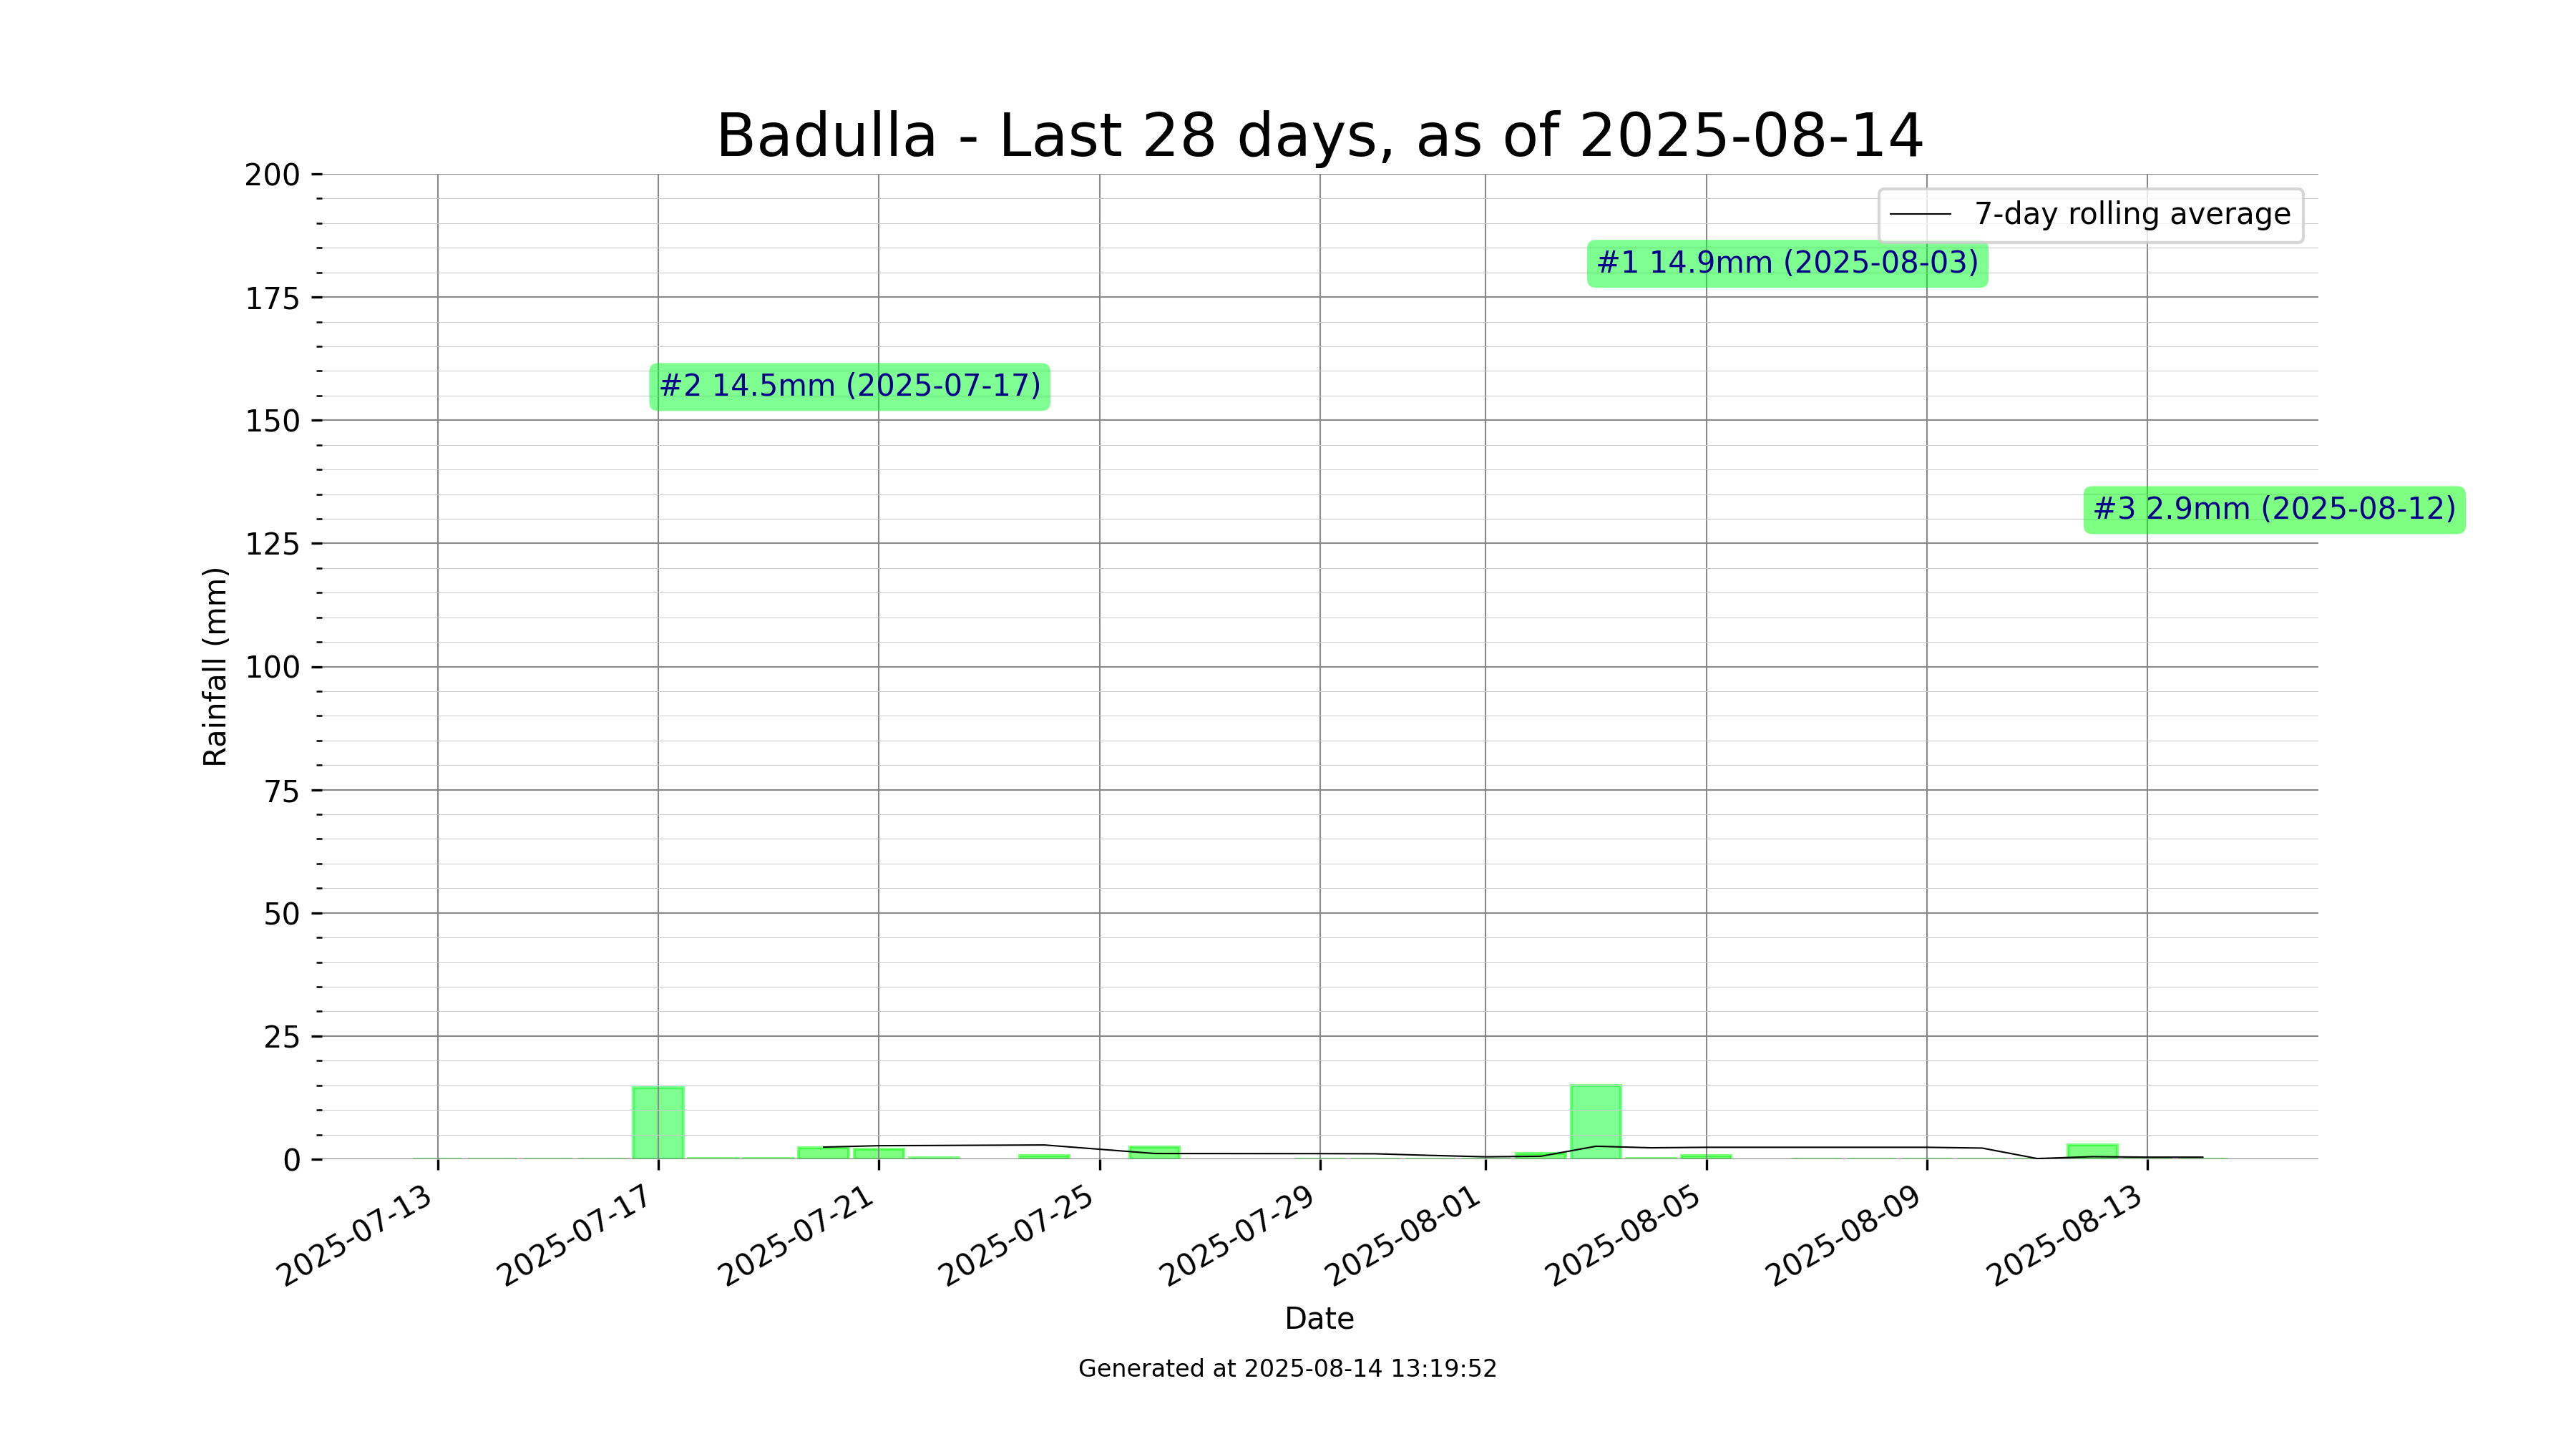 Badulla - Last 28 days, as of 2025-08-14
200
175
150
125
100
75
50
25
0
Rainfall (mm)
7-day rolling average
#1 14.9mm (2025-08-03)
#2 14.5mm (2025-07-17)
#3 2.9mm (2025-08-12)
2025-07-13
2025-07-17
2025-07-21
2025-07-25
2025-07-29
2025-08-01
2025-08-05
2025-08-09
2025-08-13
Date
Generated at 2025-08-14 13:19:52